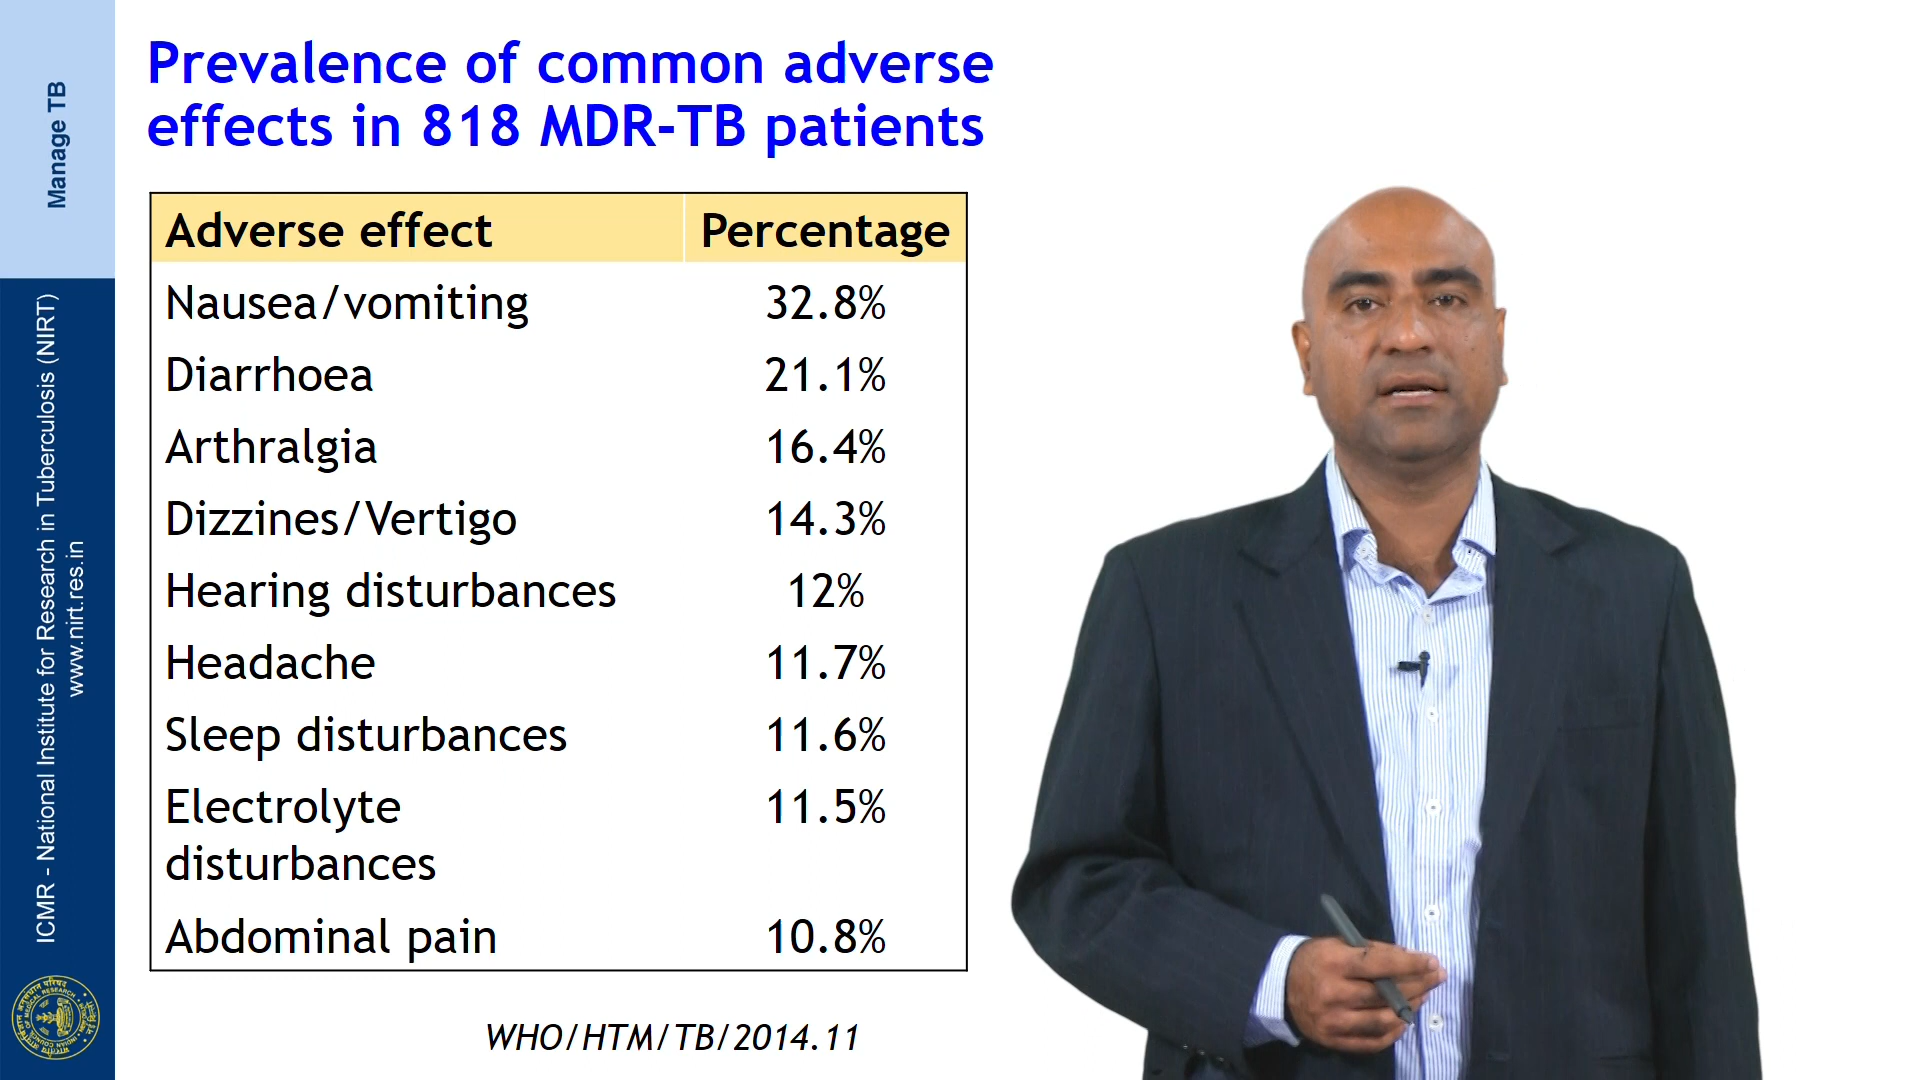 Manage TB
ICMR - National Institute for Research in Tuberculosis (NIRT)
www.nirt.res.in
Prevalence of common adverse
effects in 818 MDR-TB patients
Adverse effect Percentage
Nausea/vomiting 32.8%
Diarrhoea 21.1%
Arthralgia 16.4%
Dizzines/Vertigo 14.3%
Hearing disturbances 12%
Headache 11.7%
Sleep disturbances 11.6%
Electrolyte 11.5%
disturbances
Abdominal pain 10.8%
WHO/HTM/TB/2014.11